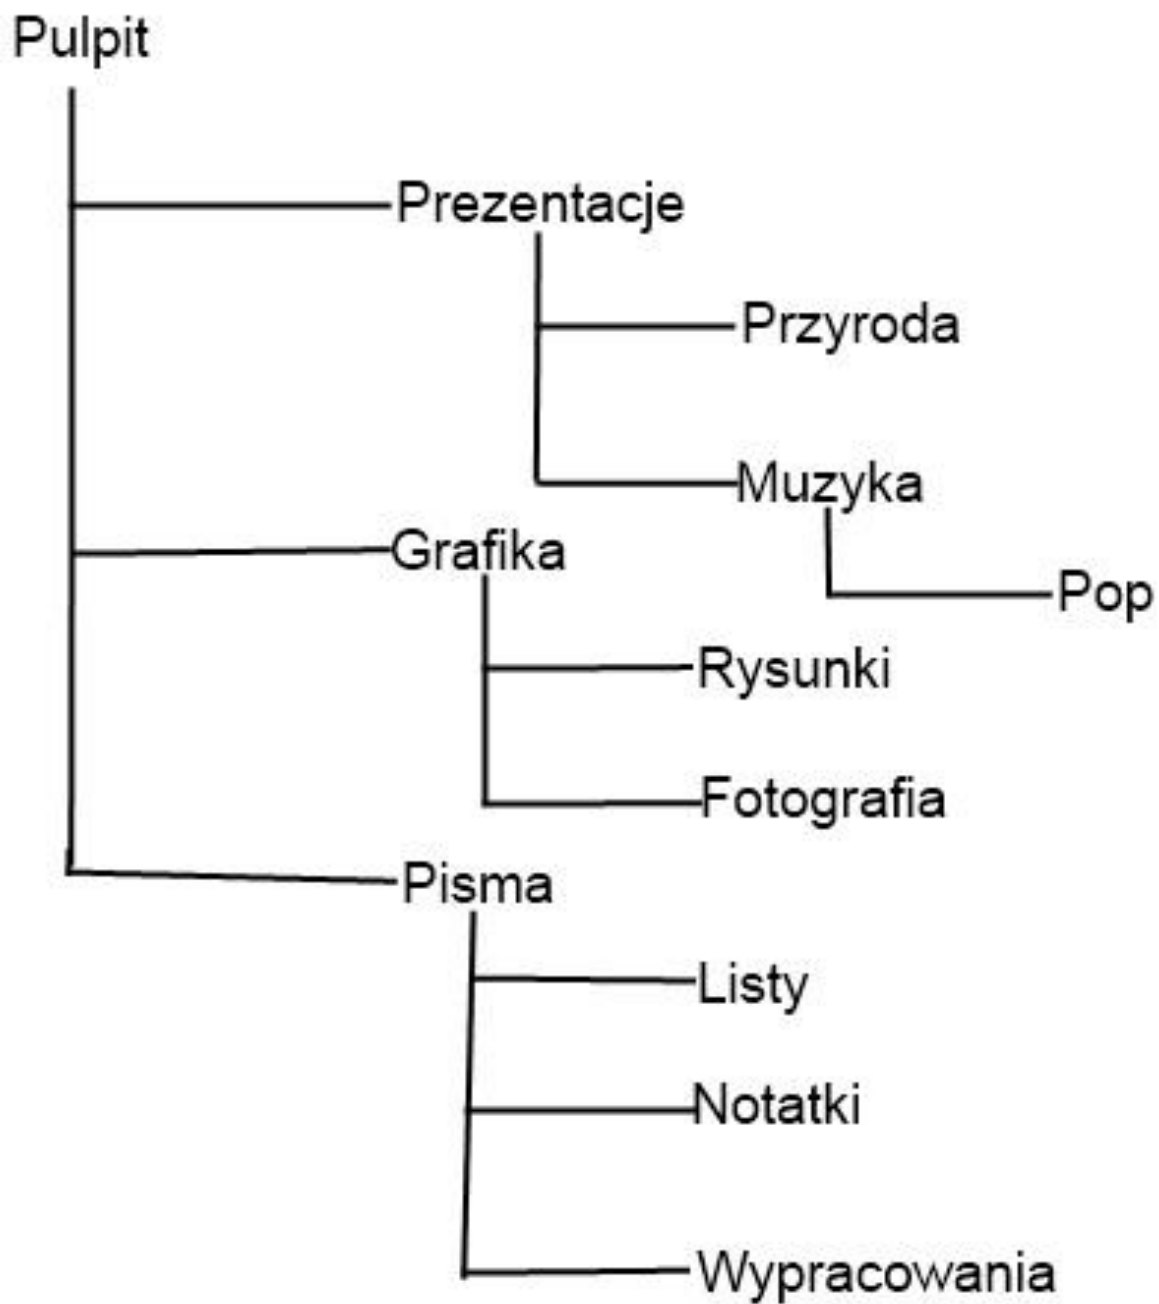 Pulpit
Prezentacje
Przyroda
Muzyka
Pop
Grafika
Rysunki
Fotografia
Pisma
Listy
Notatki
Wypracowania